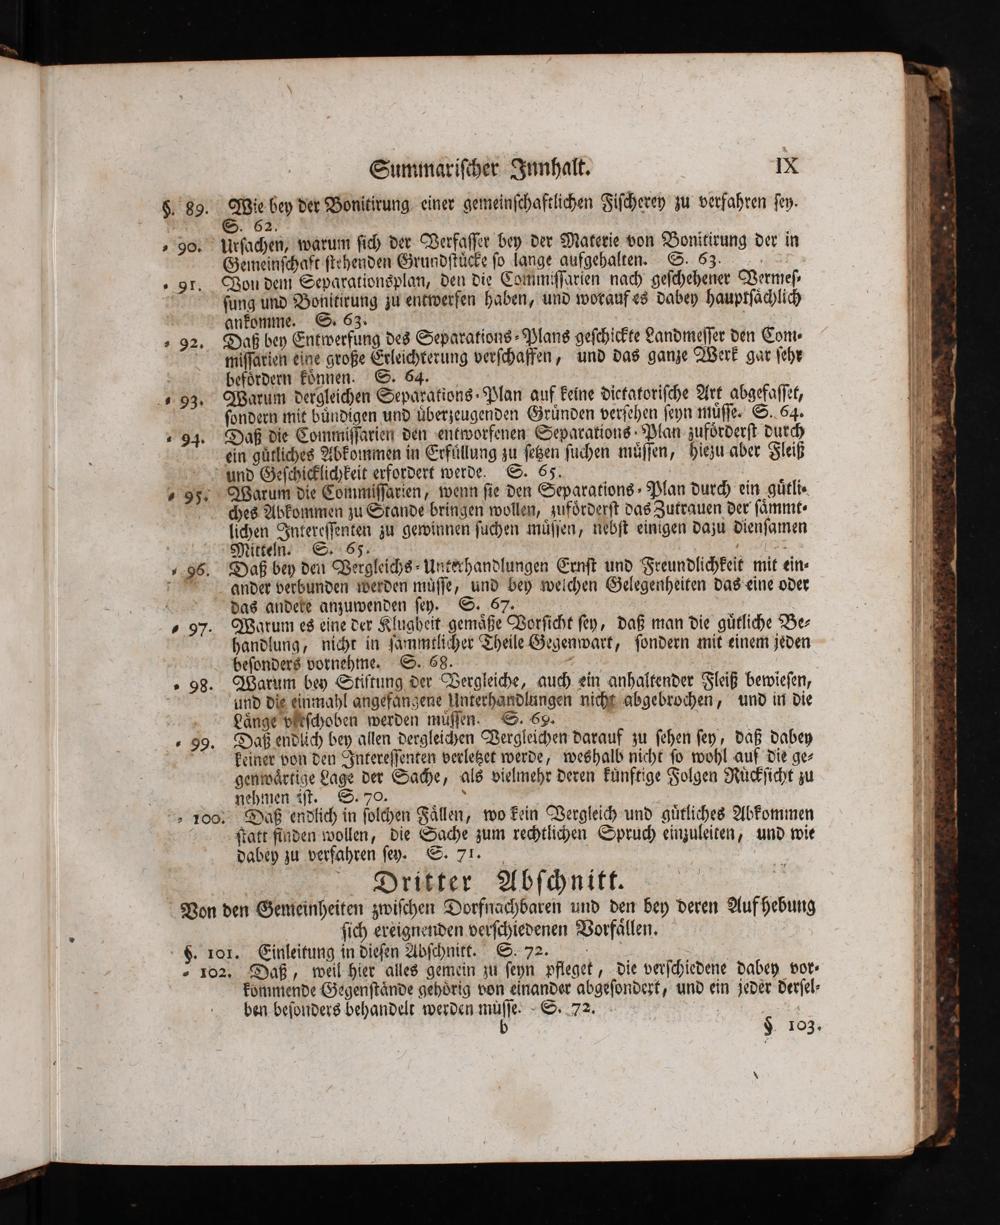 Summarischer Innhalt. IX
§. 89. Wie bey der Bonitirung einer gemeinschaftlichen Fischerey zu verfahren sey.
S. 62.
⸗ 90. Ursachen, warum sich der Verfasser bey der Materie von Bonitirung der in
Gemeinschaft stehenden Grundstücke so lange aufgehalten. S. 63.
⸗ 91. Von dem Separationsplan, den die Commissarien nach geschehener Vermes⸗
sung und Bonitirung zu entwerfen haben, und worauf es dabey hauptsächlich
ankomme. S. 63.
⸗ 92. Daß bey Entwerfung des Separations⸗Plans geschickte Landmesser den Com⸗
missarien eine große Erleichterung verschaffen, und das ganze Werk gar sehr
befördern können. S. 64.
⸗ 93. Warum dergleichen Separations⸗Plan auf keine dictatorische Art abgefasset,
sondern mit bündigen und überzeugenden Gründen versehen seyn müsse. S. 64.
⸗ 94. Daß die Commissarien den entworfenen Separations⸗Plan zuförderst durch
ein gütliches Abkommen in Erfüllung zu setzen suchen müssen, hiezu aber Fleiß
und Geschicklichkeit erfordert werde. S. 65.
⸗ 95. Warum die Commissarien, wenn sie den Separations⸗Plan durch ein gütli⸗
ches Abkommen zu Stande bringen wollen, zuförderst das Zutrauen der sämmt⸗
lichen Interessenten zu gewinnen suchen müssen, nebst einigen dazu diensamen
Mitteln. S. 65.
⸗ 96. Daß bey den Vergleichs⸗Unterhandlungen Ernst und Freundlichkeit mit ein⸗
ander verbunden werden müsse, und bey welchen Gelegenheiten das eine oder
das andere anzuwenden sey. S. 67.
⸗ 97. Warum es eine der Klugheit gemäße Vorsicht sey, daß man die gütliche Be⸗
handlung, nicht in sämmtlicher Theile Gegenwart, sondern mit einem jeden
besonders vornehme. S. 68.
⸗ 98. Warum bey Stiftung der Vergleiche, auch ein anhaltender Fleiß bewiesen,
und die einmahl angefangene Unterhandlungen nicht abgebrochen, und in die
Länge verschoben werden müssen. S. 69.
⸗ 99. Daß endlich bey allen dergleichen Vergleichen darauf zu sehen sey, daß dabey
keiner von den Interessenten verletzet werde, weshalb nicht so wohl auf die ge⸗
genwärtige Lage der Sache, als vielmehr deren künftige Folgen Rücksicht zu
nehmen ist. S. 70.
⸗ 100. Daß endlich in solchen Fällen, wo kein Vergleich und gütliches Abkommen
statt finden wollen, die Sache zum rechtlichen Spruch einzuleiten, und wie
dabey zu verfahren sey. S. 71.
Dritter Abschnitt.
Von den Gemeinheiten zwischen Dorfnachbaren und den bey deren Aufhebung
sich ereignenden verschiedenen Vorfällen.
§. 101. Einleitung in diesen Abschnitt. S. 72.
⸗ 102. Daß, weil hier alles gemein zu seyn pfleget, die verschiedene dabey vor⸗
kommende Gegenstände gehörig von einander abgesondert, und ein jeder dersel⸗
ben besonders behandelt werden müsse. S. 72.
b § 103.